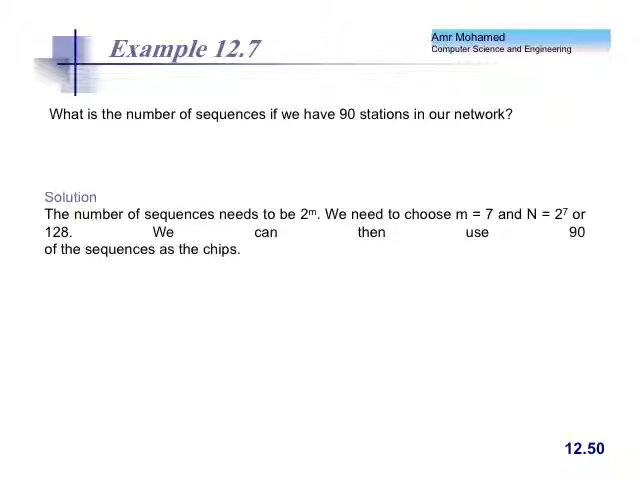 Example 12.7
Amr Mohamed
Computer Science and Engineering
What is the number of sequences if we have 90 stations in our network?
Solution
The number of sequences needs to be 2ᵐ. We need to choose m = 7 and N = 2⁷ or
128. We can then use 90
of the sequences as the chips.
12.50